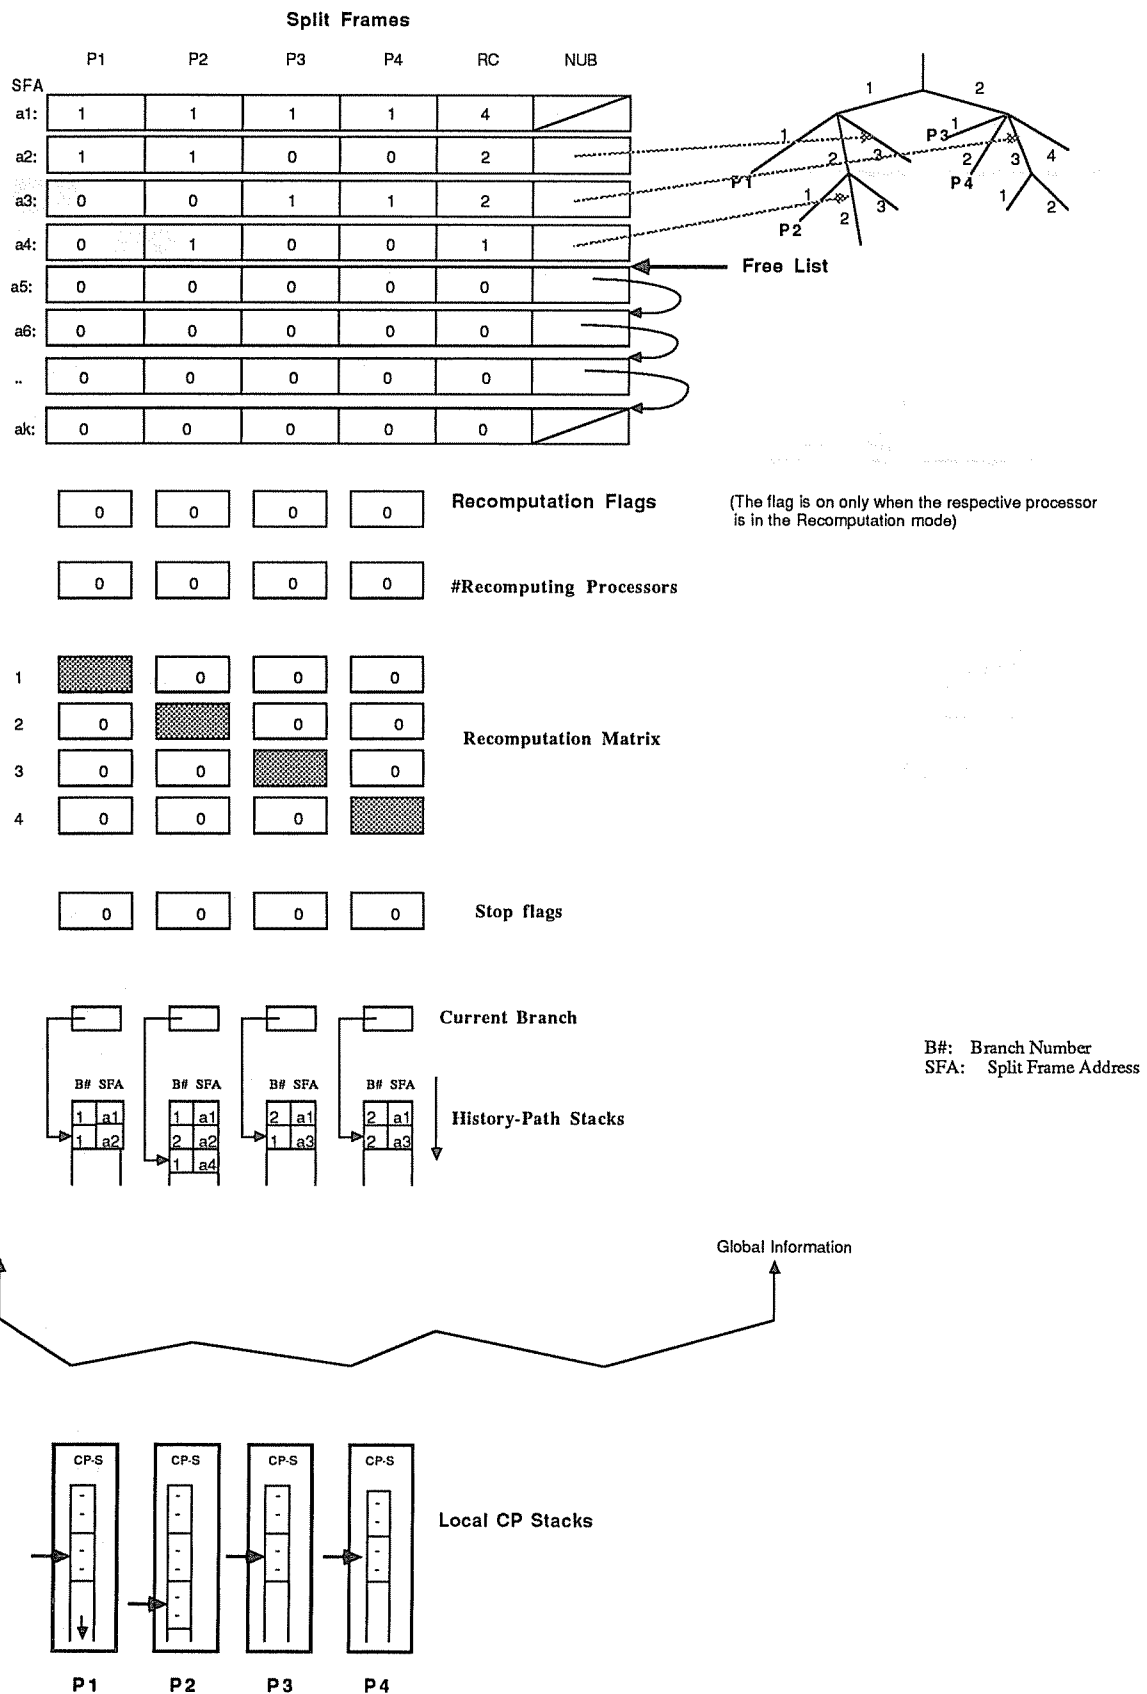 Split Frames
P1 P2 P3 P4 RC NUB
SFA
a1: 1 1 1 1 4
a2: 1 1 0 0 2
a3: 0 0 1 1 2
a4: 0 1 0 0 1
a5: 0 0 0 0 0
a6: 0 0 0 0 0
.. 0 0 0 0 0
ak: 0 0 0 0 0
1 2
1 2 3 1 2 3 4
P1 P3 P4
1 2 3 1 2
P2
Free List
0 0 0 0 Recomputation Flags
(The flag is on only when the respective processor
is in the Recomputation mode)
0 0 0 0 #Recomputing Processors
1 0 0 0
2 0 0 0
Recomputation Matrix
3 0 0 0
4 0 0 0
0 0 0 0 Stop flags
Current Branch
B#: Branch Number
SFA: Split Frame Address
B# SFA B# SFA B# SFA B# SFA
1 a1 1 a1 2 a1 2 a1
History-Path Stacks
1 a2 2 a2 1 a3 2 a3
1 a4
Global Information
CP-S CP-S CP-S CP-S
- - - -
- - - -
Local CP Stacks
- - - -
- - - -
-
-
P1 P2 P3 P4